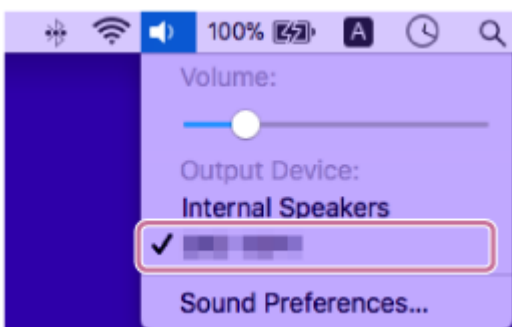 100% A
Volume:
Output Device:
Internal Speakers
Sound Preferences...